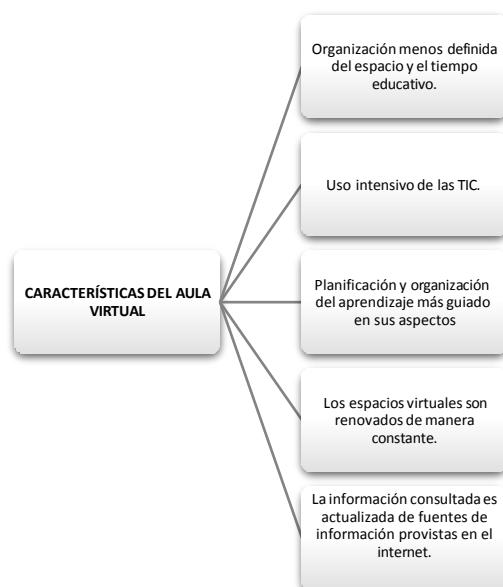 Organización menos definida
del espacio y el tiempo
educativo.
Uso intensivo de las TIC.
CARACTERÍSTICAS DEL AULA
VIRTUAL
Planificación y organización
del aprendizaje más guiado
en sus aspectos
Los espacios virtuales son
renovados de manera
constante.
La información consultada es
actualizada de fuentes de
información provistas en el
internet.